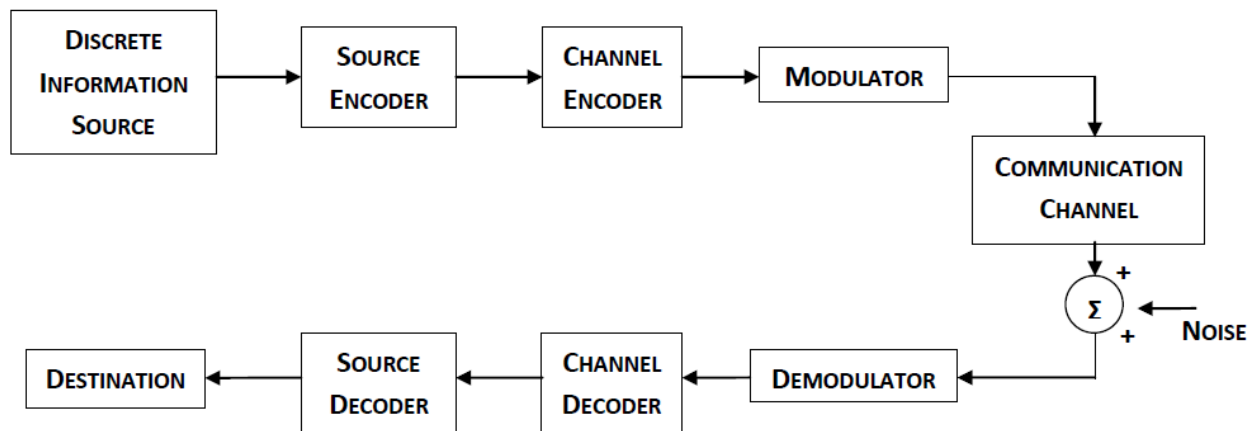 DISCRETE
INFORMATION
SOURCE
SOURCE
ENCODER
CHANNEL
ENCODER
MODULATOR
COMMUNICATION
CHANNEL
+
Σ
+
NOISE
DEMODULATOR
CHANNEL
DECODER
SOURCE
DECODER
DESTINATION